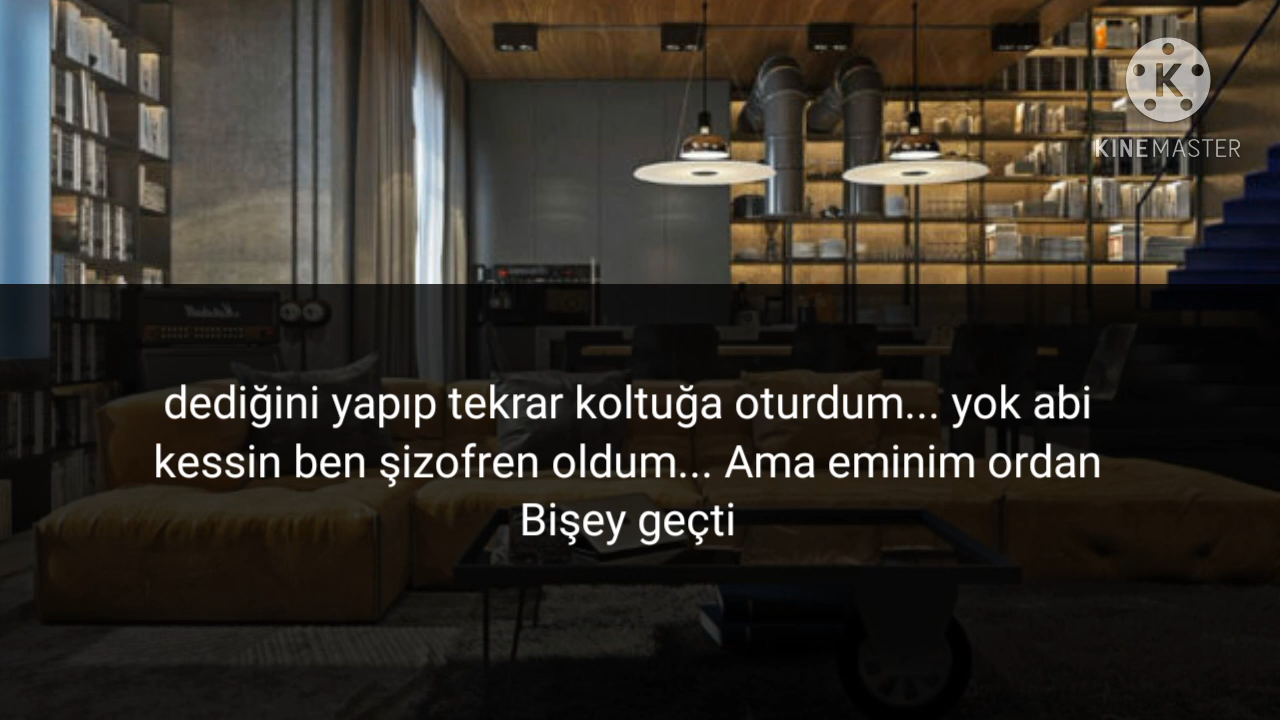 K
KINEMASTER
dediğini yapıp tekrar koltuğa oturdum... yok abi
kessin ben şizofren oldum... Ama eminim ordan
Bişey geçti